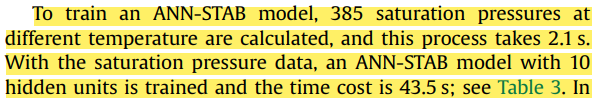 To train an ANN-STAB model, 385 saturation pressures at
different temperature are calculated, and this process takes 2.1 s.
With the saturation pressure data, an ANN-STAB model with 10
hidden units is trained and the time cost is 43.5 s; see Table 3. In